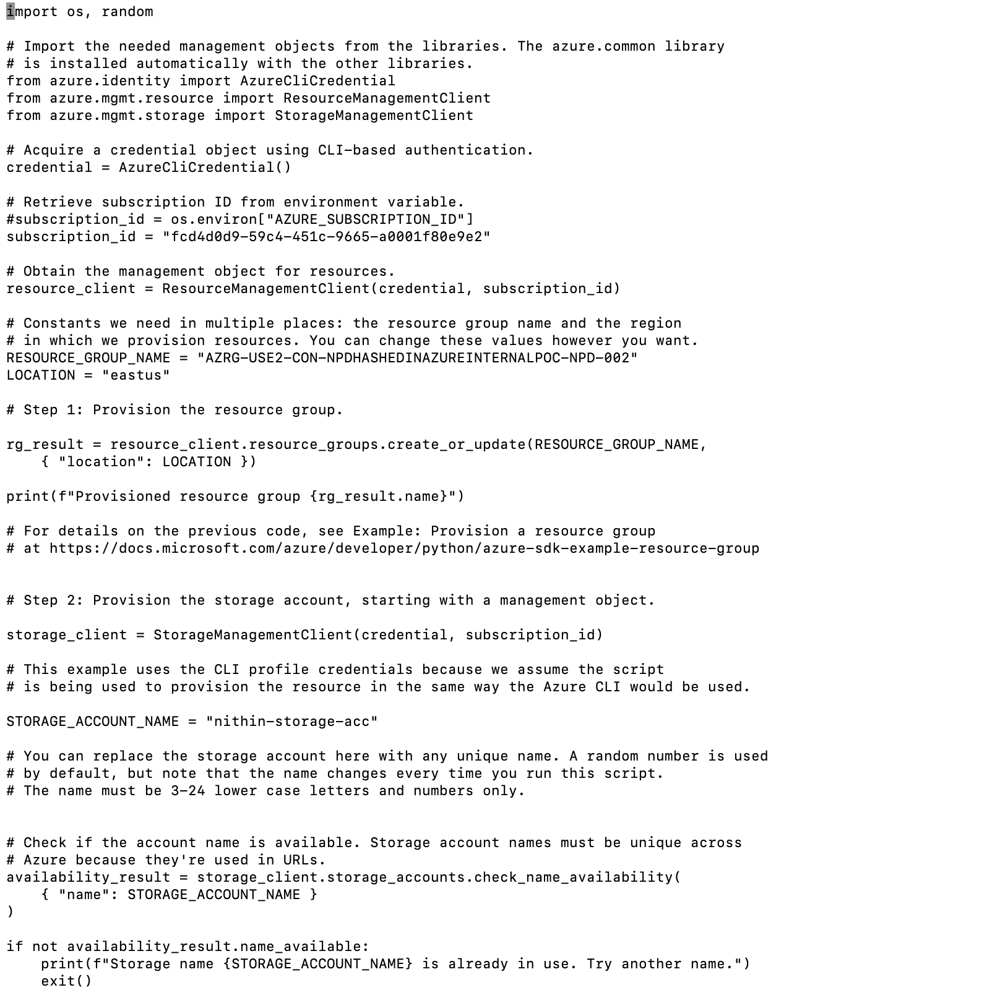 import os, random
# Import the needed management objects from the libraries. The azure.common library
# is installed automatically with the other libraries.
from azure.identity import AzureCliCredential
from azure.mgmt.resource import ResourceManagementClient
from azure.mgmt.storage import StorageManagementClient
# Acquire a credential object using CLI-based authentication.
credential = AzureCliCredential()
# Retrieve subscription ID from environment variable.
#subscription_id = os.environ["AZURE_SUBSCRIPTION_ID"]
subscription_id = "fcd4d0d9-59c4-451c-9665-a0001f80e9e2"
# Obtain the management object for resources.
resource_client = ResourceManagementClient(credential, subscription_id)
# Constants we need in multiple places: the resource group name and the region
# in which we provision resources. You can change these values however you want.
RESOURCE_GROUP_NAME = "AZRG-USE2-CON-NPDHASHEDINAZUREINTERNALPOC-NPD-002"
LOCATION = "eastus"
# Step 1: Provision the resource group.
rg_result = resource_client.resource_groups.create_or_update(RESOURCE_GROUP_NAME,
    { "location": LOCATION })
print(f"Provisioned resource group {rg_result.name}")
# For details on the previous code, see Example: Provision a resource group
# at https://docs.microsoft.com/azure/developer/python/azure-sdk-example-resource-group
# Step 2: Provision the storage account, starting with a management object.
storage_client = StorageManagementClient(credential, subscription_id)
# This example uses the CLI profile credentials because we assume the script
# is being used to provision the resource in the same way the Azure CLI would be used.
STORAGE_ACCOUNT_NAME = "nithin-storage-acc"
# You can replace the storage account here with any unique name. A random number is used
# by default, but note that the name changes every time you run this script.
# The name must be 3-24 lower case letters and numbers only.
# Check if the account name is available. Storage account names must be unique across
# Azure because they're used in URLs.
availability_result = storage_client.storage_accounts.check_name_availability(
    { "name": STORAGE_ACCOUNT_NAME }
)
if not availability_result.name_available:
    print(f"Storage name {STORAGE_ACCOUNT_NAME} is already in use. Try another name.")
    exit()